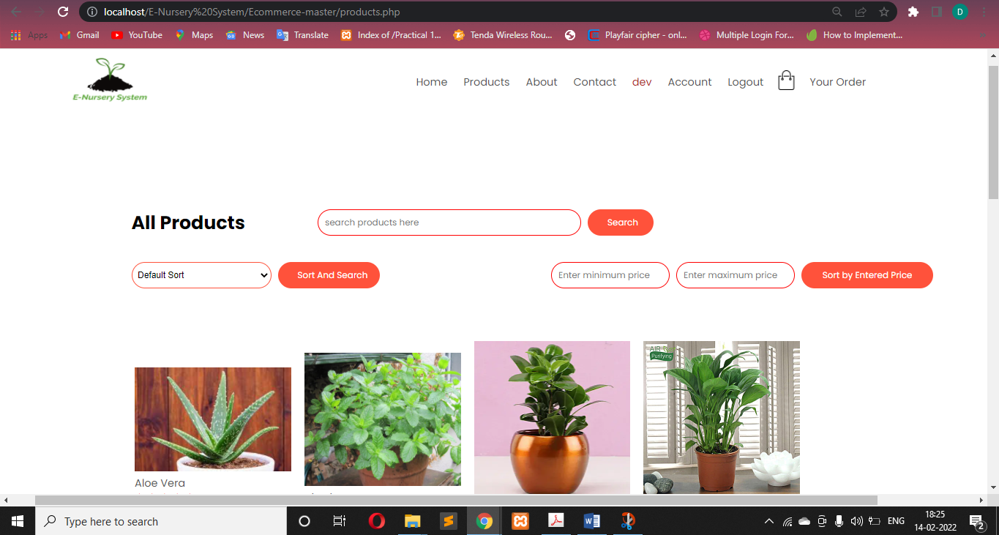 localhost/E-Nursery%20System/Ecommerce-master/products.php
D
Apps Gmail YouTube Maps News Translate Index of /Practical 1... Tenda Wireless Rou... Playfair cipher - onl... Multiple Login For... How to Implement...
E-Nursery System
Home Products About Contact dev Account Logout Your Order
All Products search products here Search
Default Sort Sort And Search Enter minimum price Enter maximum price Sort by Entered Price
Purifying
Aloe Vera
Type here to search
ENG
18:25
14-02-2022
2